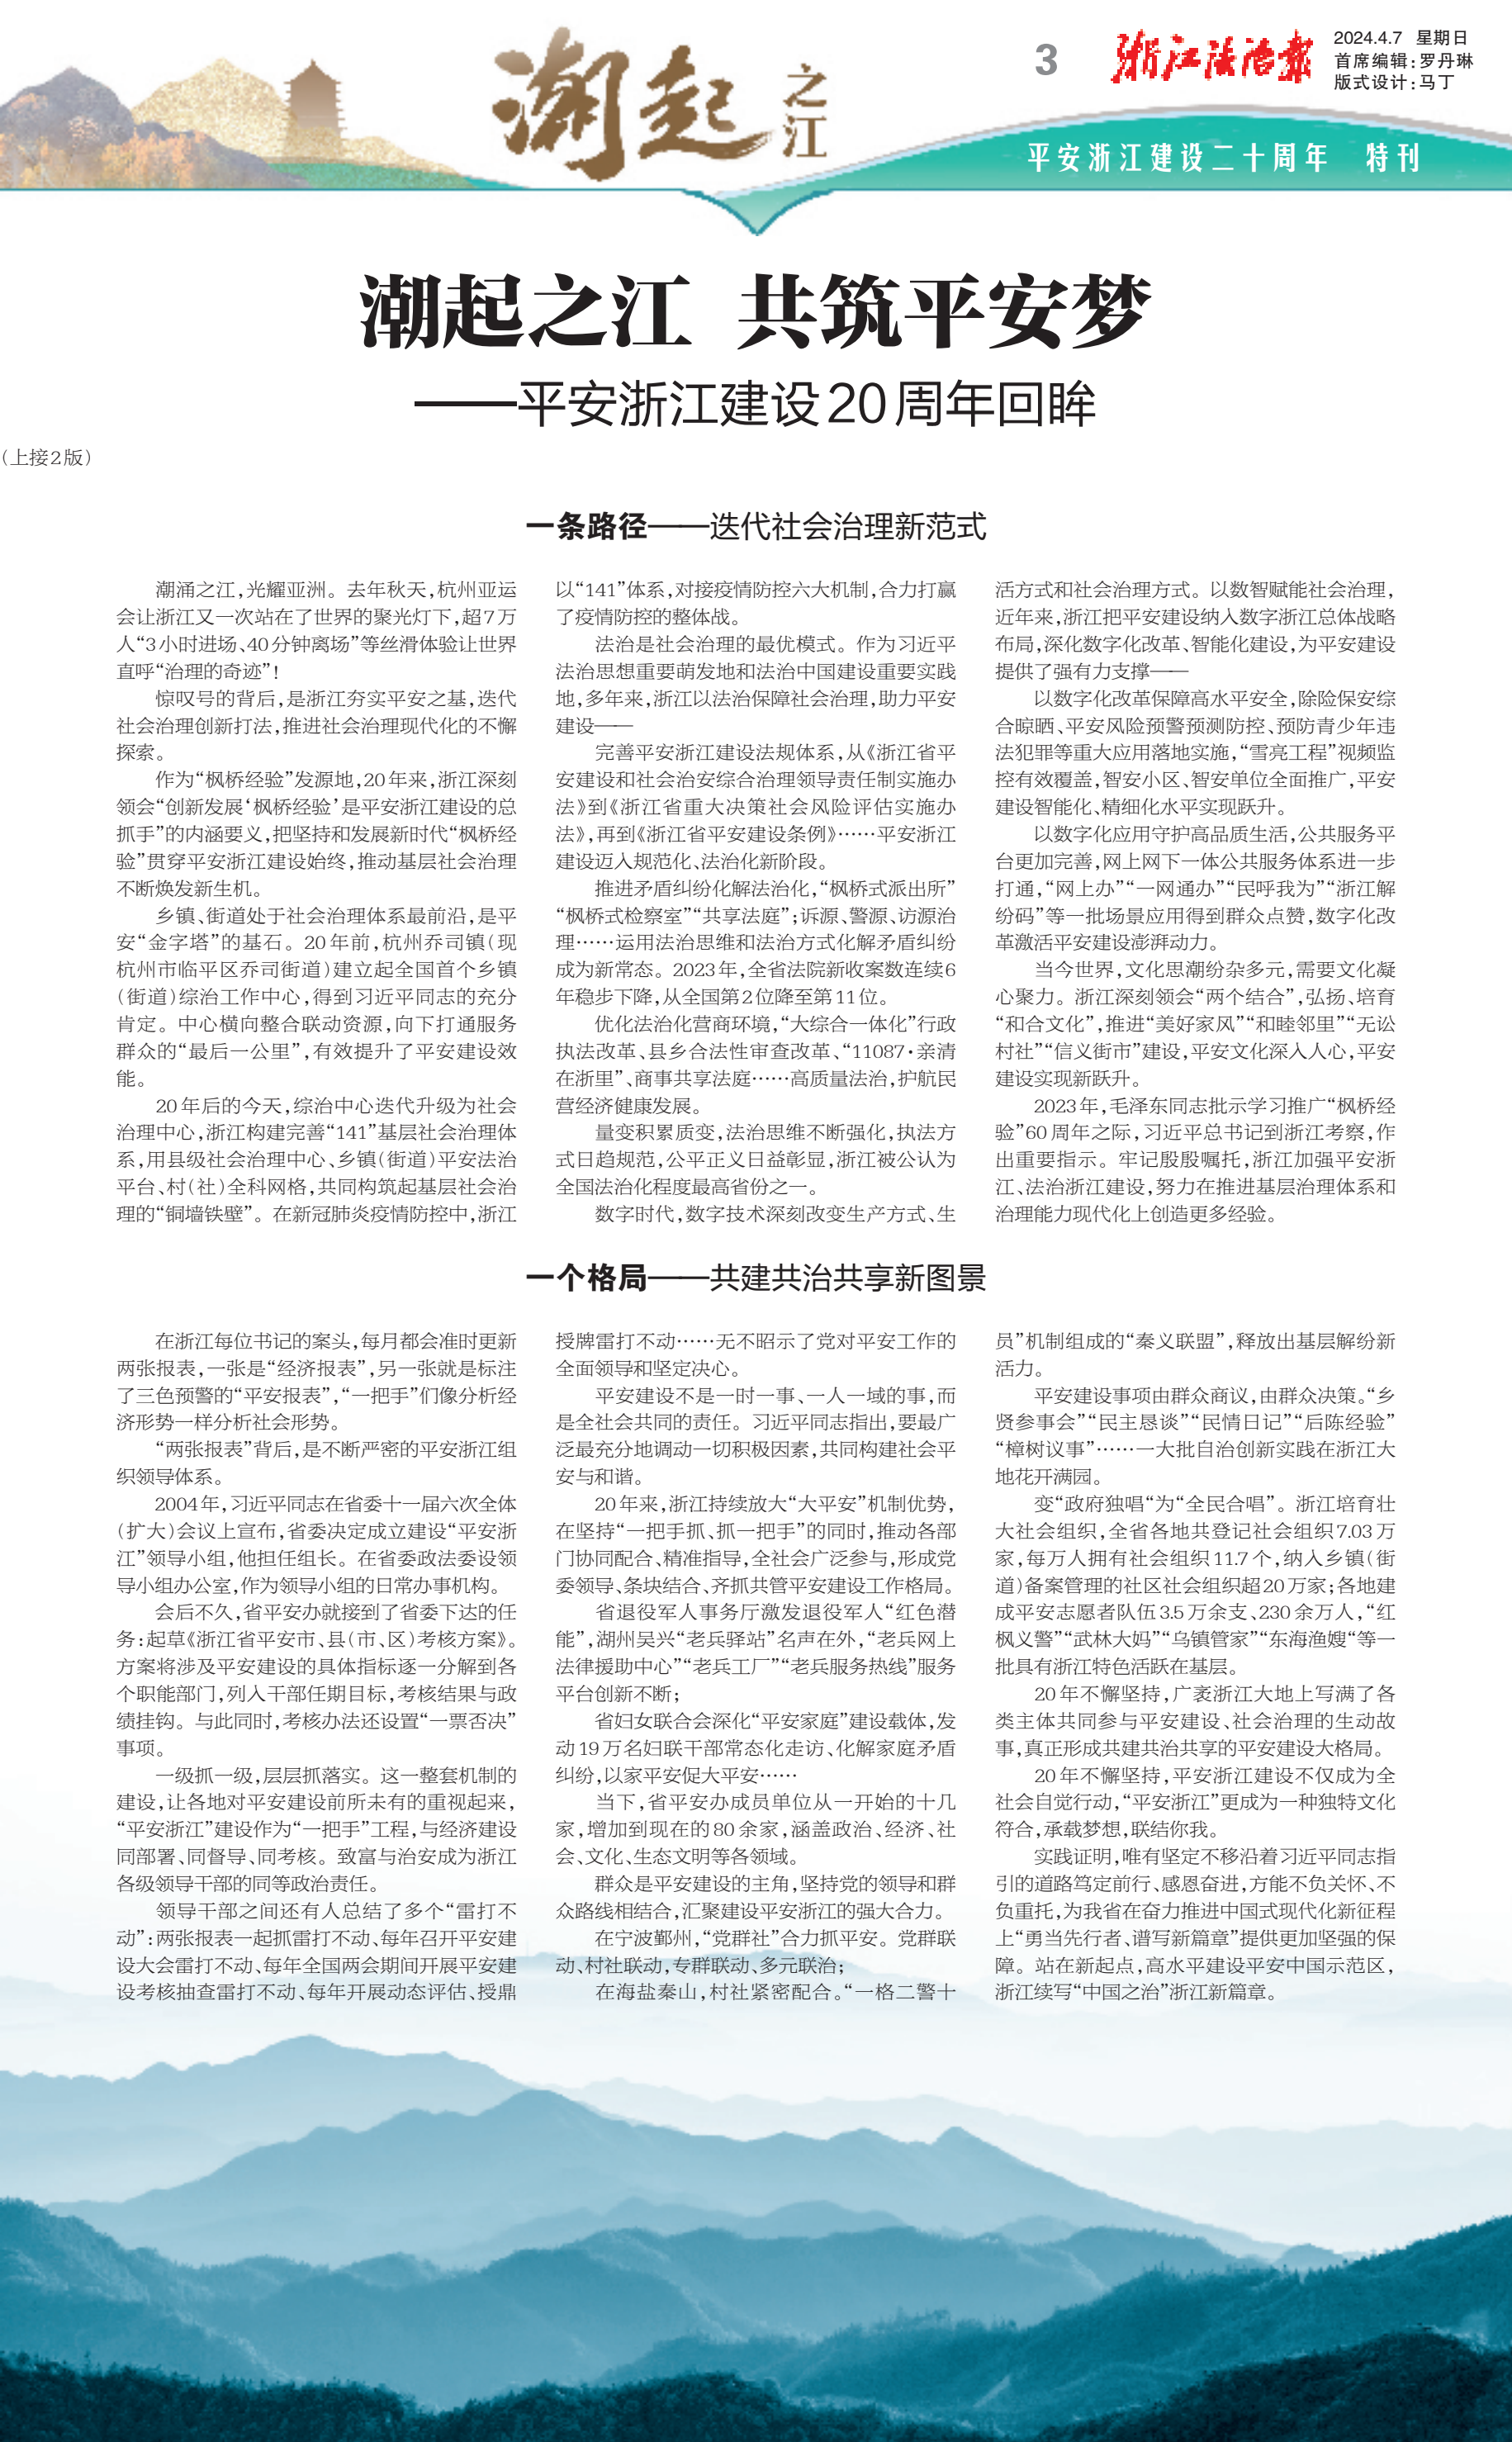 潮起
之江
3
浙江法治报
2024.4.7 星期日
首席编辑：罗丹琳
版式设计：马丁
平安浙江建设二十周年 特刊
潮起之江 共筑平安梦
——平安浙江建设20周年回眸
（上接2版）
一条路径——迭代社会治理新范式
潮涌之江，光耀亚洲。去年秋天，杭州亚运
会让浙江又一次站在了世界的聚光灯下，超7万
人“3小时进场、40分钟离场”等丝滑体验让世界
直呼“治理的奇迹”！
惊叹号的背后，是浙江夯实平安之基，迭代
社会治理创新打法，推进社会治理现代化的不懈
探索。
作为“枫桥经验”发源地，20年来，浙江深刻
领会“创新发展‘枫桥经验’是平安浙江建设的总
抓手”的内涵要义，把坚持和发展新时代“枫桥经
验”贯穿平安浙江建设始终，推动基层社会治理
不断焕发新生机。
乡镇、街道处于社会治理体系最前沿，是平
安“金字塔”的基石。20年前，杭州乔司镇（现
杭州市临平区乔司街道）建立起全国首个乡镇
（街道）综治工作中心，得到习近平同志的充分
肯定。中心横向整合联动资源，向下打通服务
群众的“最后一公里”，有效提升了平安建设效
能。
20年后的今天，综治中心迭代升级为社会
治理中心，浙江构建完善“141”基层社会治理体
系，用县级社会治理中心、乡镇（街道）平安法治
平台、村（社）全科网格，共同构筑起基层社会治
理的“铜墙铁壁”。在新冠肺炎疫情防控中，浙江
以“141”体系，对接疫情防控六大机制，合力打赢
了疫情防控的整体战。
法治是社会治理的最优模式。作为习近平
法治思想重要萌发地和法治中国建设重要实践
地，多年来，浙江以法治保障社会治理，助力平安
建设——
完善平安浙江建设法规体系，从《浙江省平
安建设和社会治安综合治理领导责任制实施办
法》到《浙江省重大决策社会风险评估实施办
法》，再到《浙江省平安建设条例》……平安浙江
建设迈入规范化、法治化新阶段。
推进矛盾纠纷化解法治化，“枫桥式派出所”
“枫桥式检察室”“共享法庭”；诉源、警源、访源治
理……运用法治思维和法治方式化解矛盾纠纷
成为新常态。2023年，全省法院新收案数连续6
年稳步下降，从全国第2位降至第11位。
优化法治化营商环境，“大综合一体化”行政
执法改革、县乡合法性审查改革、“11087·亲清
在浙里”、商事共享法庭……高质量法治，护航民
营经济健康发展。
量变积累质变，法治思维不断强化，执法方
式日趋规范，公平正义日益彰显，浙江被公认为
全国法治化程度最高省份之一。
数字时代，数字技术深刻改变生产方式、生
活方式和社会治理方式。以数智赋能社会治理，
近年来，浙江把平安建设纳入数字浙江总体战略
布局，深化数字化改革、智能化建设，为平安建设
提供了强有力支撑——
以数字化改革保障高水平安全，除险保安综
合晾晒、平安风险预警预测防控、预防青少年违
法犯罪等重大应用落地实施，“雪亮工程”视频监
控有效覆盖，智安小区、智安单位全面推广，平安
建设智能化、精细化水平实现跃升。
以数字化应用守护高品质生活，公共服务平
台更加完善，网上网下一体公共服务体系进一步
打通，“网上办”“一网通办”“民呼我为”“浙江解
纷码”等一批场景应用得到群众点赞，数字化改
革激活平安建设澎湃动力。
当今世界，文化思潮纷杂多元，需要文化凝
心聚力。浙江深刻领会“两个结合”，弘扬、培育
“和合文化”，推进“美好家风”“和睦邻里”“无讼
村社”“信义街市”建设，平安文化深入人心，平安
建设实现新跃升。
2023年，毛泽东同志批示学习推广“枫桥经
验”60周年之际，习近平总书记到浙江考察，作
出重要指示。牢记殷殷嘱托，浙江加强平安浙
江、法治浙江建设，努力在推进基层治理体系和
治理能力现代化上创造更多经验。
一个格局——共建共治共享新图景
在浙江每位书记的案头，每月都会准时更新
两张报表，一张是“经济报表”，另一张就是标注
了三色预警的“平安报表”，“一把手”们像分析经
济形势一样分析社会形势。
“两张报表”背后，是不断严密的平安浙江组
织领导体系。
2004年，习近平同志在省委十一届六次全体
（扩大）会议上宣布，省委决定成立建设“平安浙
江”领导小组，他担任组长。在省委政法委设领
导小组办公室，作为领导小组的日常办事机构。
会后不久，省平安办就接到了省委下达的任
务：起草《浙江省平安市、县（市、区）考核方案》。
方案将涉及平安建设的具体指标逐一分解到各
个职能部门，列入干部任期目标，考核结果与政
绩挂钩。与此同时，考核办法还设置“一票否决”
事项。
一级抓一级，层层抓落实。这一整套机制的
建设，让各地对平安建设前所未有的重视起来，
“平安浙江”建设作为“一把手”工程，与经济建设
同部署、同督导、同考核。致富与治安成为浙江
各级领导干部的同等政治责任。
领导干部之间还有人总结了多个“雷打不
动”：两张报表一起抓雷打不动、每年召开平安建
设大会雷打不动、每年全国两会期间开展平安建
设考核抽查雷打不动、每年开展动态评估、授鼎
授牌雷打不动……无不昭示了党对平安工作的
全面领导和坚定决心。
平安建设不是一时一事、一人一域的事，而
是全社会共同的责任。习近平同志指出，要最广
泛最充分地调动一切积极因素，共同构建社会平
安与和谐。
20年来，浙江持续放大“大平安”机制优势，
在坚持“一把手抓、抓一把手”的同时，推动各部
门协同配合、精准指导，全社会广泛参与，形成党
委领导、条块结合、齐抓共管平安建设工作格局。
省退役军人事务厅激发退役军人“红色潜
能”，湖州吴兴“老兵驿站”名声在外，“老兵网上
法律援助中心”“老兵工厂”“老兵服务热线”服务
平台创新不断；
省妇女联合会深化“平安家庭”建设载体，发
动19万名妇联干部常态化走访、化解家庭矛盾
纠纷，以家平安促大平安……
当下，省平安办成员单位从一开始的十几
家，增加到现在的80余家，涵盖政治、经济、社
会、文化、生态文明等各领域。
群众是平安建设的主角，坚持党的领导和群
众路线相结合，汇聚建设平安浙江的强大合力。
在宁波鄞州，“党群社”合力抓平安。党群联
动、村社联动，专群联动、多元联治；
在海盐秦山，村社紧密配合。“一格二警十
员”机制组成的“秦义联盟”，释放出基层解纷新
活力。
平安建设事项由群众商议，由群众决策。“乡
贤参事会”“民主恳谈”“民情日记”“后陈经验”
“樟树议事”……一大批自治创新实践在浙江大
地花开满园。
变“政府独唱“为“全民合唱”。浙江培育壮
大社会组织，全省各地共登记社会组织7.03万
家，每万人拥有社会组织11.7个，纳入乡镇（街
道）备案管理的社区社会组织超20万家；各地建
成平安志愿者队伍3.5万余支、230余万人，“红
枫义警”“武林大妈”“乌镇管家”“东海渔嫂“等一
批具有浙江特色活跃在基层。
20年不懈坚持，广袤浙江大地上写满了各
类主体共同参与平安建设、社会治理的生动故
事，真正形成共建共治共享的平安建设大格局。
20年不懈坚持，平安浙江建设不仅成为全
社会自觉行动，“平安浙江”更成为一种独特文化
符合，承载梦想，联结你我。
实践证明，唯有坚定不移沿着习近平同志指
引的道路笃定前行、感恩奋进，方能不负关怀、不
负重托，为我省在奋力推进中国式现代化新征程
上“勇当先行者、谱写新篇章”提供更加坚强的保
障。站在新起点，高水平建设平安中国示范区，
浙江续写“中国之治”浙江新篇章。